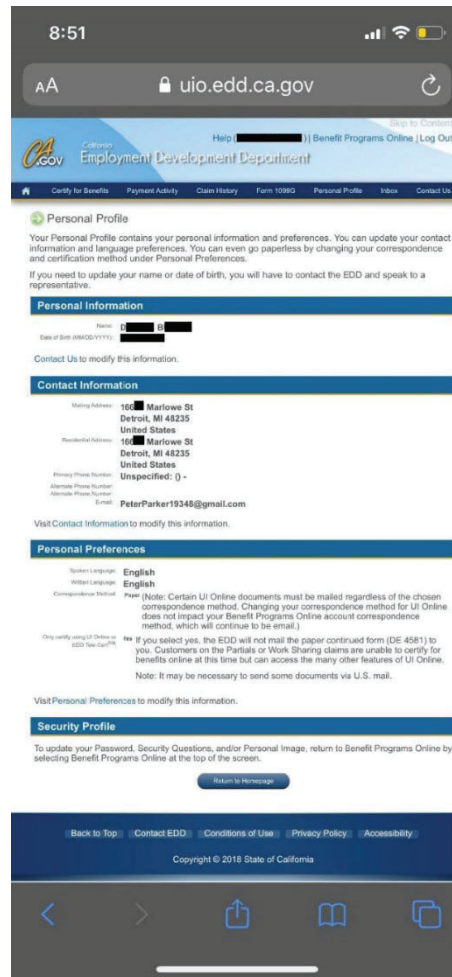 8:51
AA uio.edd.ca.gov
Skip to Content
Help ( ) | Benefit Programs Online | Log Out
CA.GOV
California
Employment Development Department
Certify for Benefits Payment Activity Claim History Form 1099G Personal Profile Inbox Contact Us
Personal Profile
Your Personal Profile contains your personal information and preferences. You can update your contact
information and language preferences. You can even go paperless by changing your correspondence
and certification method under Personal Preferences.
If you need to update your name or date of birth, you will have to contact the EDD and speak to a
representative.
Personal Information
Name: D B
Date of Birth (MM/DD/YYYY):
Contact Us to modify this information.
Contact Information
Mailing Address: 166 Marlowe St
Detroit, MI 48235
United States
Residential Address: 166 Marlowe St
Detroit, MI 48235
United States
Primary Phone Number: Unspecified: () -
Alternate Phone Number:
Alternate Phone Number:
E-mail: PeterParker19348@gmail.com
Visit Contact Information to modify this information.
Personal Preferences
Spoken Language: English
Written Language: English
Correspondence Method: Paper (Note: Certain UI Online documents must be mailed regardless of the chosen
correspondence method. Changing your correspondence method for UI Online
does not impact your Benefit Programs Online account correspondence
method, which will continue to be email.)
Only certify using UI Online or Yes If you select yes, the EDD will not mail the paper continued form (DE 4581) to
EDD Tele-Cert you. Customers on the Partials or Work Sharing claims are unable to certify for
benefits online at this time but can access the many other features of UI Online.
Note: It may be necessary to send some documents via U.S. mail.
Visit Personal Preferences to modify this information.
Security Profile
To update your Password, Security Questions, and/or Personal Image, return to Benefit Programs Online by
selecting Benefit Programs Online at the top of the screen.
Return to Homepage
Back to Top Contact EDD Conditions of Use Privacy Policy Accessibility
Copyright © 2018 State of California